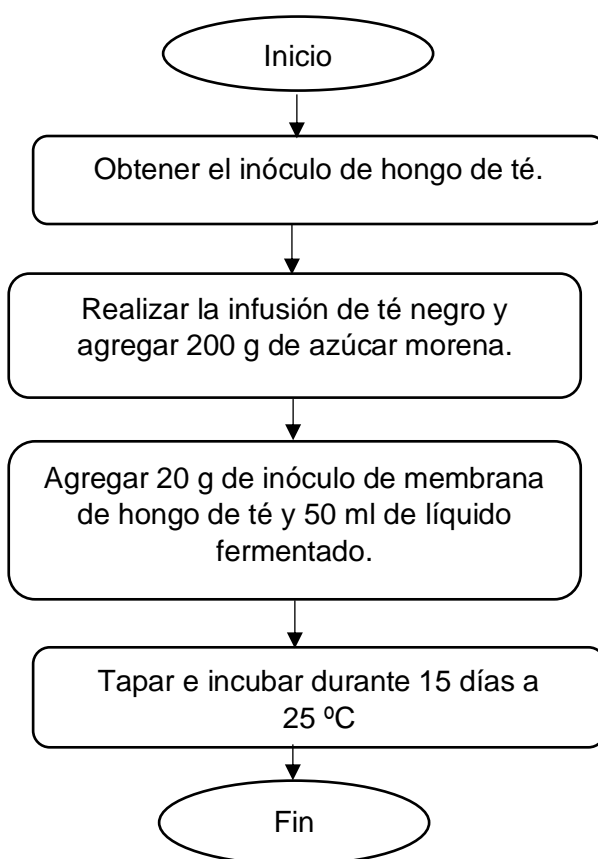 Inicio
Obtener el inóculo de hongo de té.
Realizar la infusión de té negro y
agregar 200 g de azúcar morena.
Agregar 20 g de inóculo de membrana
de hongo de té y 50 ml de líquido
fermentado.
Tapar e incubar durante 15 días a
25 ºC
Fin